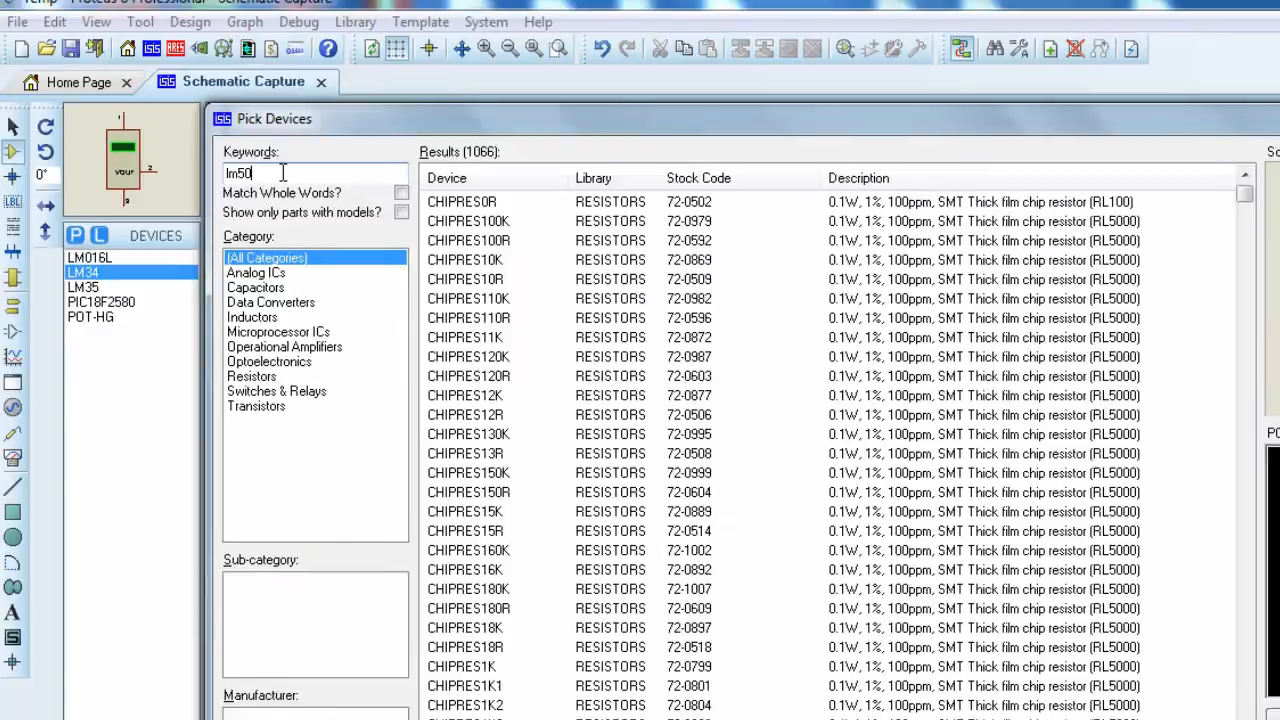 Temp - Proteus 8 Professional - Schematic Capture
File Edit View Tool Design Graph Debug Library Template System Help
Home Page Schematic Capture
Pick Devices
Keywords:
lm50
Match Whole Words?
Show only parts with models?
Category:
(All Categories)
Analog ICs
Capacitors
Data Converters
Inductors
Microprocessor ICs
Operational Amplifiers
Optoelectronics
Resistors
Switches & Relays
Transistors
Sub-category:
Manufacturer:
0°
1
2
3
VOUT
P L DEVICES
LM016L
LM34
LM35
PIC18F2580
POT-HG
Results (1066):
Device Library Stock Code Description
CHIPRES0R RESISTORS 72-0502 0.1W, 1%, 100ppm, SMT Thick film chip resistor (RL100)
CHIPRES100K RESISTORS 72-0979 0.1W, 1%, 100ppm, SMT Thick film chip resistor (RL5000)
CHIPRES100R RESISTORS 72-0592 0.1W, 1%, 100ppm, SMT Thick film chip resistor (RL5000)
CHIPRES10K RESISTORS 72-0869 0.1W, 1%, 100ppm, SMT Thick film chip resistor (RL5000)
CHIPRES10R RESISTORS 72-0509 0.1W, 1%, 100ppm, SMT Thick film chip resistor (RL5000)
CHIPRES110K RESISTORS 72-0982 0.1W, 1%, 100ppm, SMT Thick film chip resistor (RL5000)
CHIPRES110R RESISTORS 72-0596 0.1W, 1%, 100ppm, SMT Thick film chip resistor (RL5000)
CHIPRES11K RESISTORS 72-0872 0.1W, 1%, 100ppm, SMT Thick film chip resistor (RL5000)
CHIPRES120K RESISTORS 72-0987 0.1W, 1%, 100ppm, SMT Thick film chip resistor (RL5000)
CHIPRES120R RESISTORS 72-0603 0.1W, 1%, 100ppm, SMT Thick film chip resistor (RL5000)
CHIPRES12K RESISTORS 72-0877 0.1W, 1%, 100ppm, SMT Thick film chip resistor (RL5000)
CHIPRES12R RESISTORS 72-0506 0.1W, 1%, 100ppm, SMT Thick film chip resistor (RL5000)
CHIPRES130K RESISTORS 72-0995 0.1W, 1%, 100ppm, SMT Thick film chip resistor (RL5000)
CHIPRES13R RESISTORS 72-0508 0.1W, 1%, 100ppm, SMT Thick film chip resistor (RL5000)
CHIPRES150K RESISTORS 72-0999 0.1W, 1%, 100ppm, SMT Thick film chip resistor (RL5000)
CHIPRES150R RESISTORS 72-0604 0.1W, 1%, 100ppm, SMT Thick film chip resistor (RL5000)
CHIPRES15K RESISTORS 72-0889 0.1W, 1%, 100ppm, SMT Thick film chip resistor (RL5000)
CHIPRES15R RESISTORS 72-0514 0.1W, 1%, 100ppm, SMT Thick film chip resistor (RL5000)
CHIPRES160K RESISTORS 72-1002 0.1W, 1%, 100ppm, SMT Thick film chip resistor (RL5000)
CHIPRES16K RESISTORS 72-0892 0.1W, 1%, 100ppm, SMT Thick film chip resistor (RL5000)
CHIPRES180K RESISTORS 72-1007 0.1W, 1%, 100ppm, SMT Thick film chip resistor (RL5000)
CHIPRES180R RESISTORS 72-0609 0.1W, 1%, 100ppm, SMT Thick film chip resistor (RL5000)
CHIPRES18K RESISTORS 72-0897 0.1W, 1%, 100ppm, SMT Thick film chip resistor (RL5000)
CHIPRES18R RESISTORS 72-0518 0.1W, 1%, 100ppm, SMT Thick film chip resistor (RL5000)
CHIPRES1K RESISTORS 72-0799 0.1W, 1%, 100ppm, SMT Thick film chip resistor (RL5000)
CHIPRES1K1 RESISTORS 72-0801 0.1W, 1%, 100ppm, SMT Thick film chip resistor (RL5000)
CHIPRES1K2 RESISTORS 72-0804 0.1W, 1%, 100ppm, SMT Thick film chip resistor (RL5000)